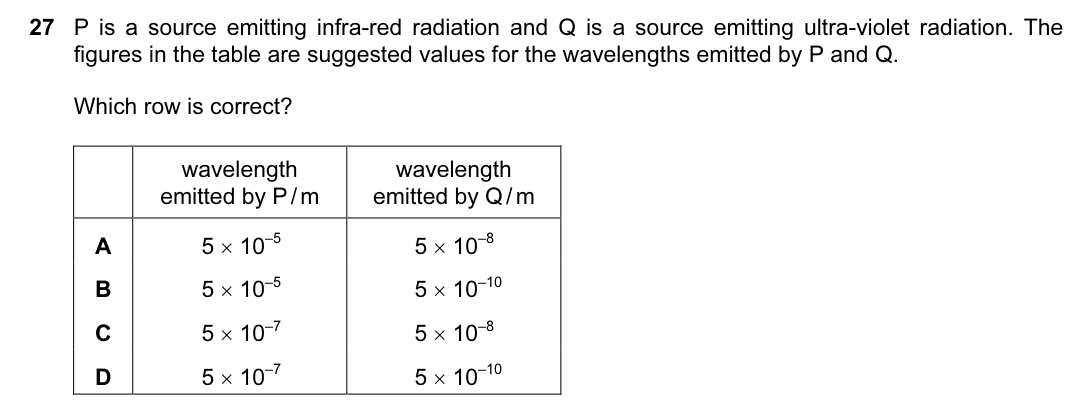 27 P is a source emitting infra-red radiation and Q is a source emitting ultra-violet radiation. The
figures in the table are suggested values for the wavelengths emitted by P and Q.
Which row is correct?
wavelength emitted by P / m wavelength emitted by Q / m
A 5 × 10⁻⁵ 5 × 10⁻⁸
B 5 × 10⁻⁵ 5 × 10⁻¹⁰
C 5 × 10⁻⁷ 5 × 10⁻⁸
D 5 × 10⁻⁷ 5 × 10⁻¹⁰